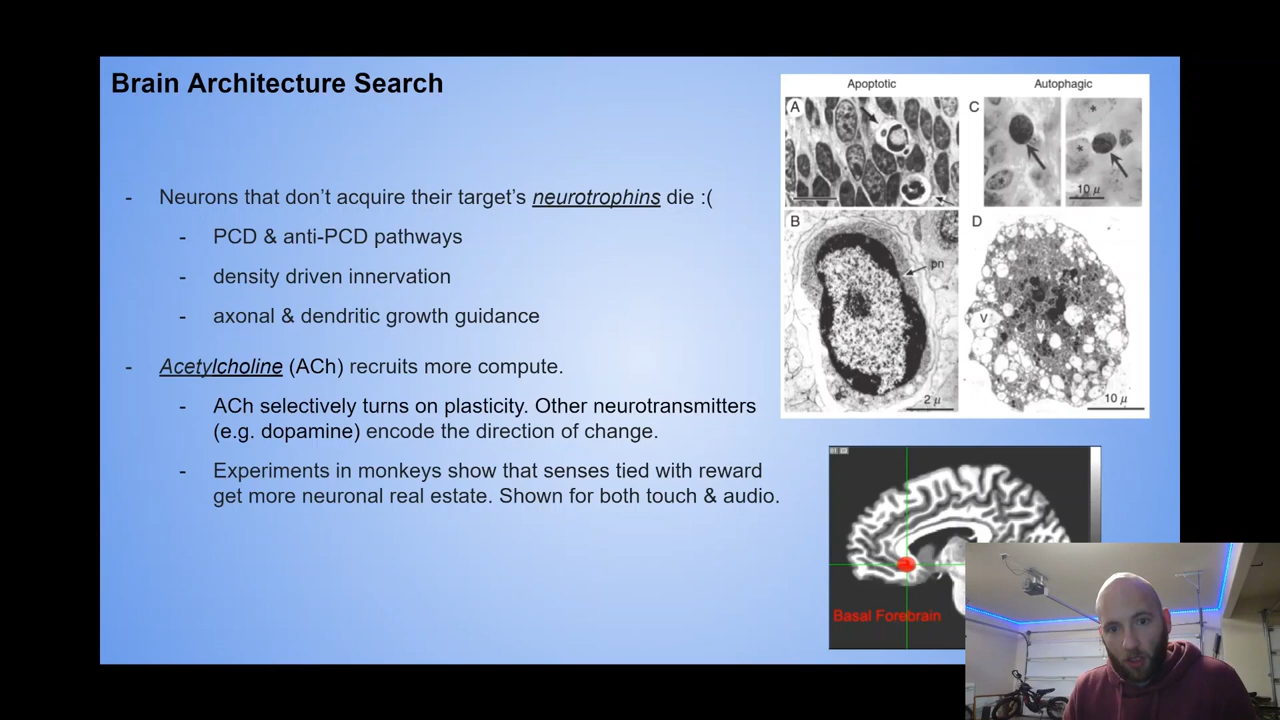 Brain Architecture Search
- Neurons that don't acquire their target's neurotrophins die :(
- PCD & anti-PCD pathways
- density driven innervation
- axonal & dendritic growth guidance
- Acetylcholine (ACh) recruits more compute.
- ACh selectively turns on plasticity. Other neurotransmitters
(e.g. dopamine) encode the direction of change.
- Experiments in monkeys show that senses tied with reward
get more neuronal real estate. Shown for both touch & audio.
Apoptotic
Autophagic
A
C
10 μ
B
pn
2 μ
D
V
M
10 μ
Basal Forebrain